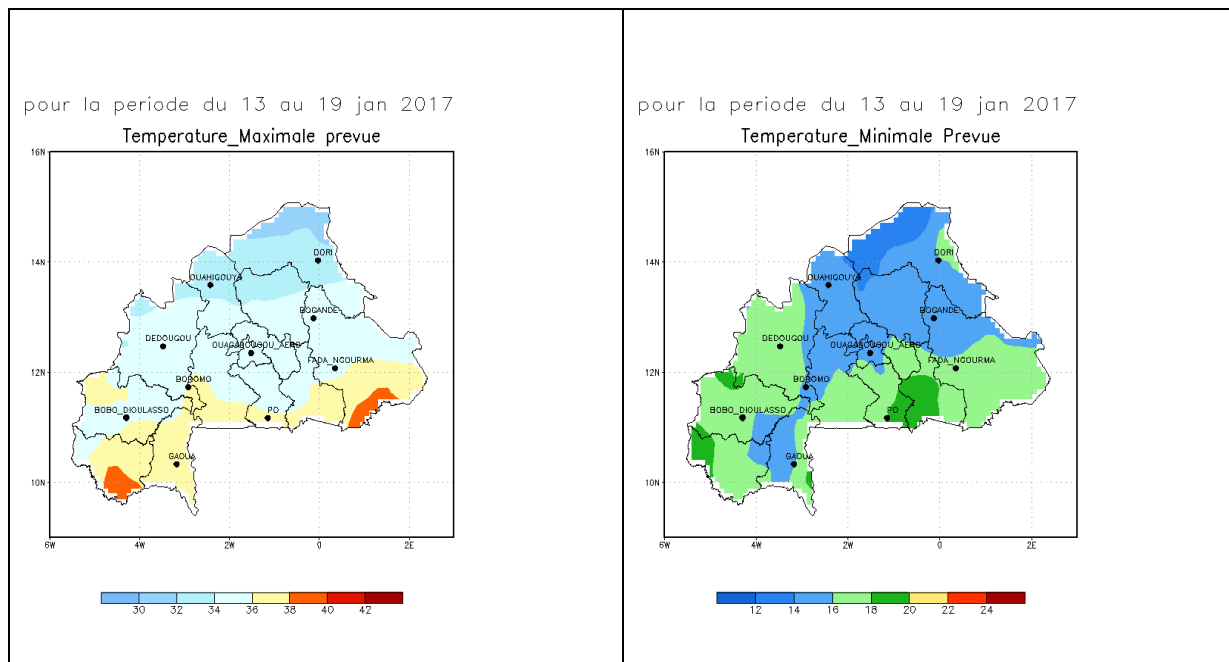 pour la periode du 13 au 19 jan 2017
Temperature_Maximale prevue
16N
14N
12N
10N
6W 4W 2W 0 2E
DORI
OUAHIGOUYA
BOGANDE
DEDOUGOU
OUAGADOUGOU_AERO
FADA_NGOURMA
BOROMO
BOBO_DIOULASSO
PO
GAOUA
30 32 34 36 38 40 42
pour la periode du 13 au 19 jan 2017
Temperature_Minimale Prevue
16N
14N
12N
10N
6W 4W 2W 0 2E
DORI
OUAHIGOUYA
BOGANDE
DEDOUGOU
OUAGADOUGOU_AERO
FADA_NGOURMA
BOROMO
BOBO_DIOULASSO
PO
GAOUA
12 14 16 18 20 22 24